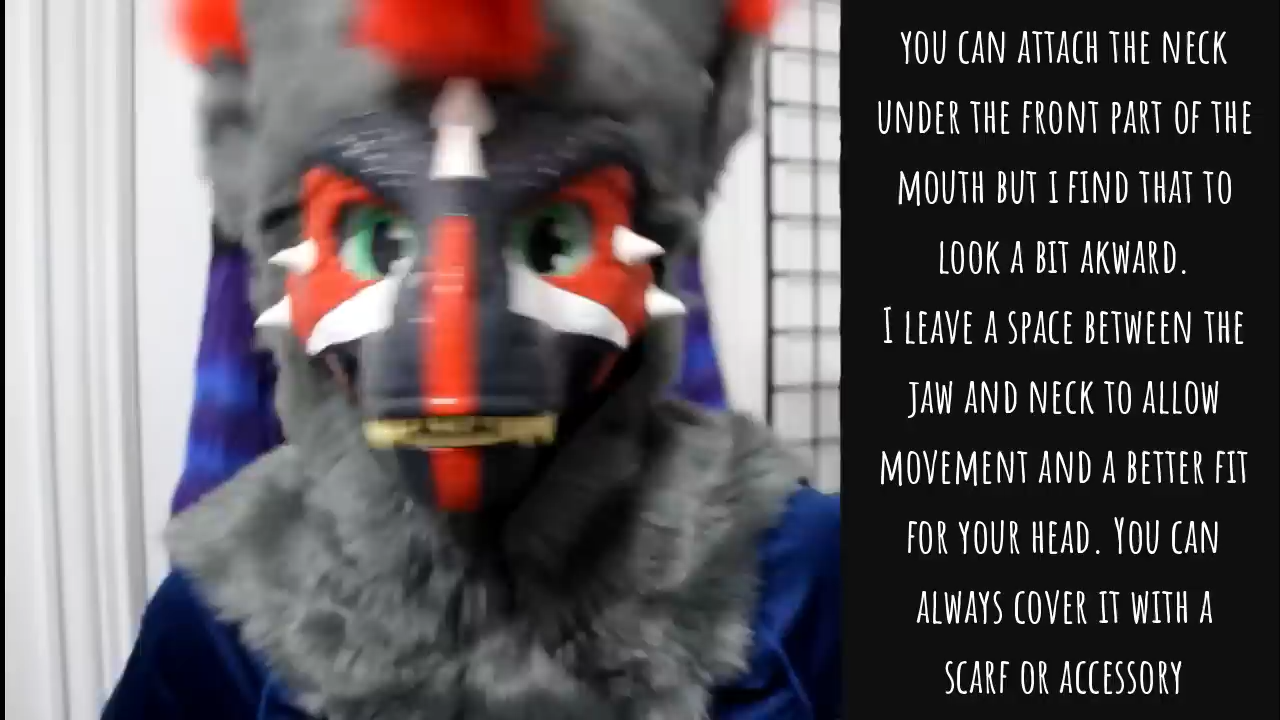 YOU CAN ATTACH THE NECK
UNDER THE FRONT PART OF THE
MOUTH BUT I FIND THAT TO
LOOK A BIT AKWARD.
I LEAVE A SPACE BETWEEN THE
JAW AND NECK TO ALLOW
MOVEMENT AND A BETTER FIT
FOR YOUR HEAD. YOU CAN
ALWAYS COVER IT WITH A
SCARF OR ACCESSORY